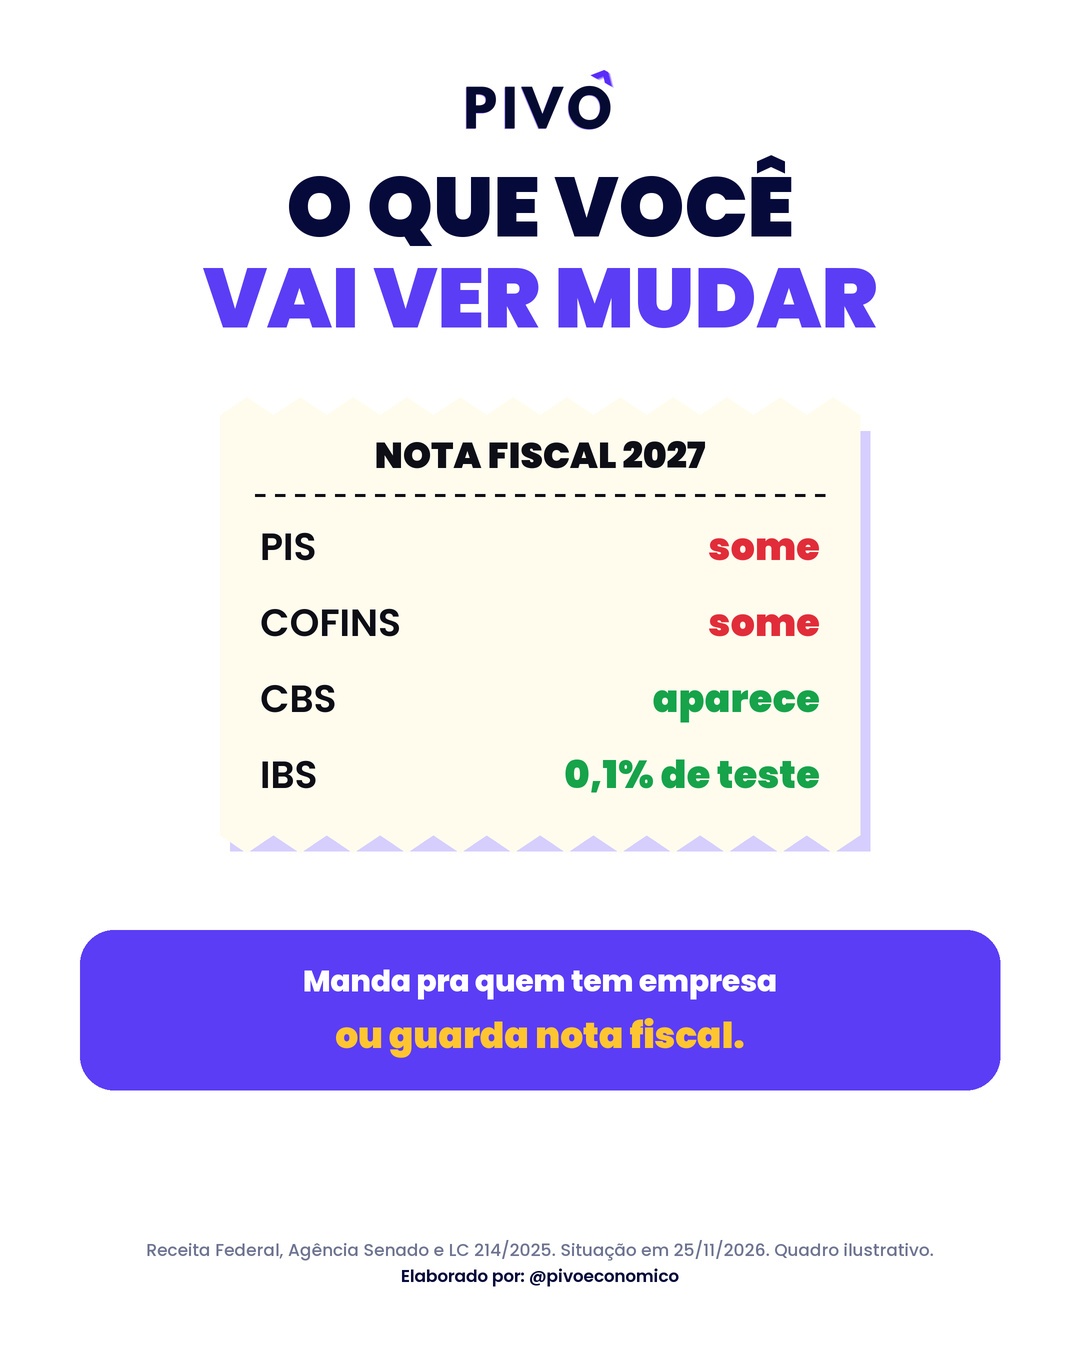 PIVÔ
O QUE VOCÊ
VAI VER MUDAR
NOTA FISCAL 2027
PIS some
COFINS some
CBS aparece
IBS 0,1% de teste
Manda pra quem tem empresa
ou guarda nota fiscal.
Receita Federal, Agência Senado e LC 214/2025. Situação em 25/11/2026. Quadro ilustrativo.
Elaborado por: @pivoeconomico